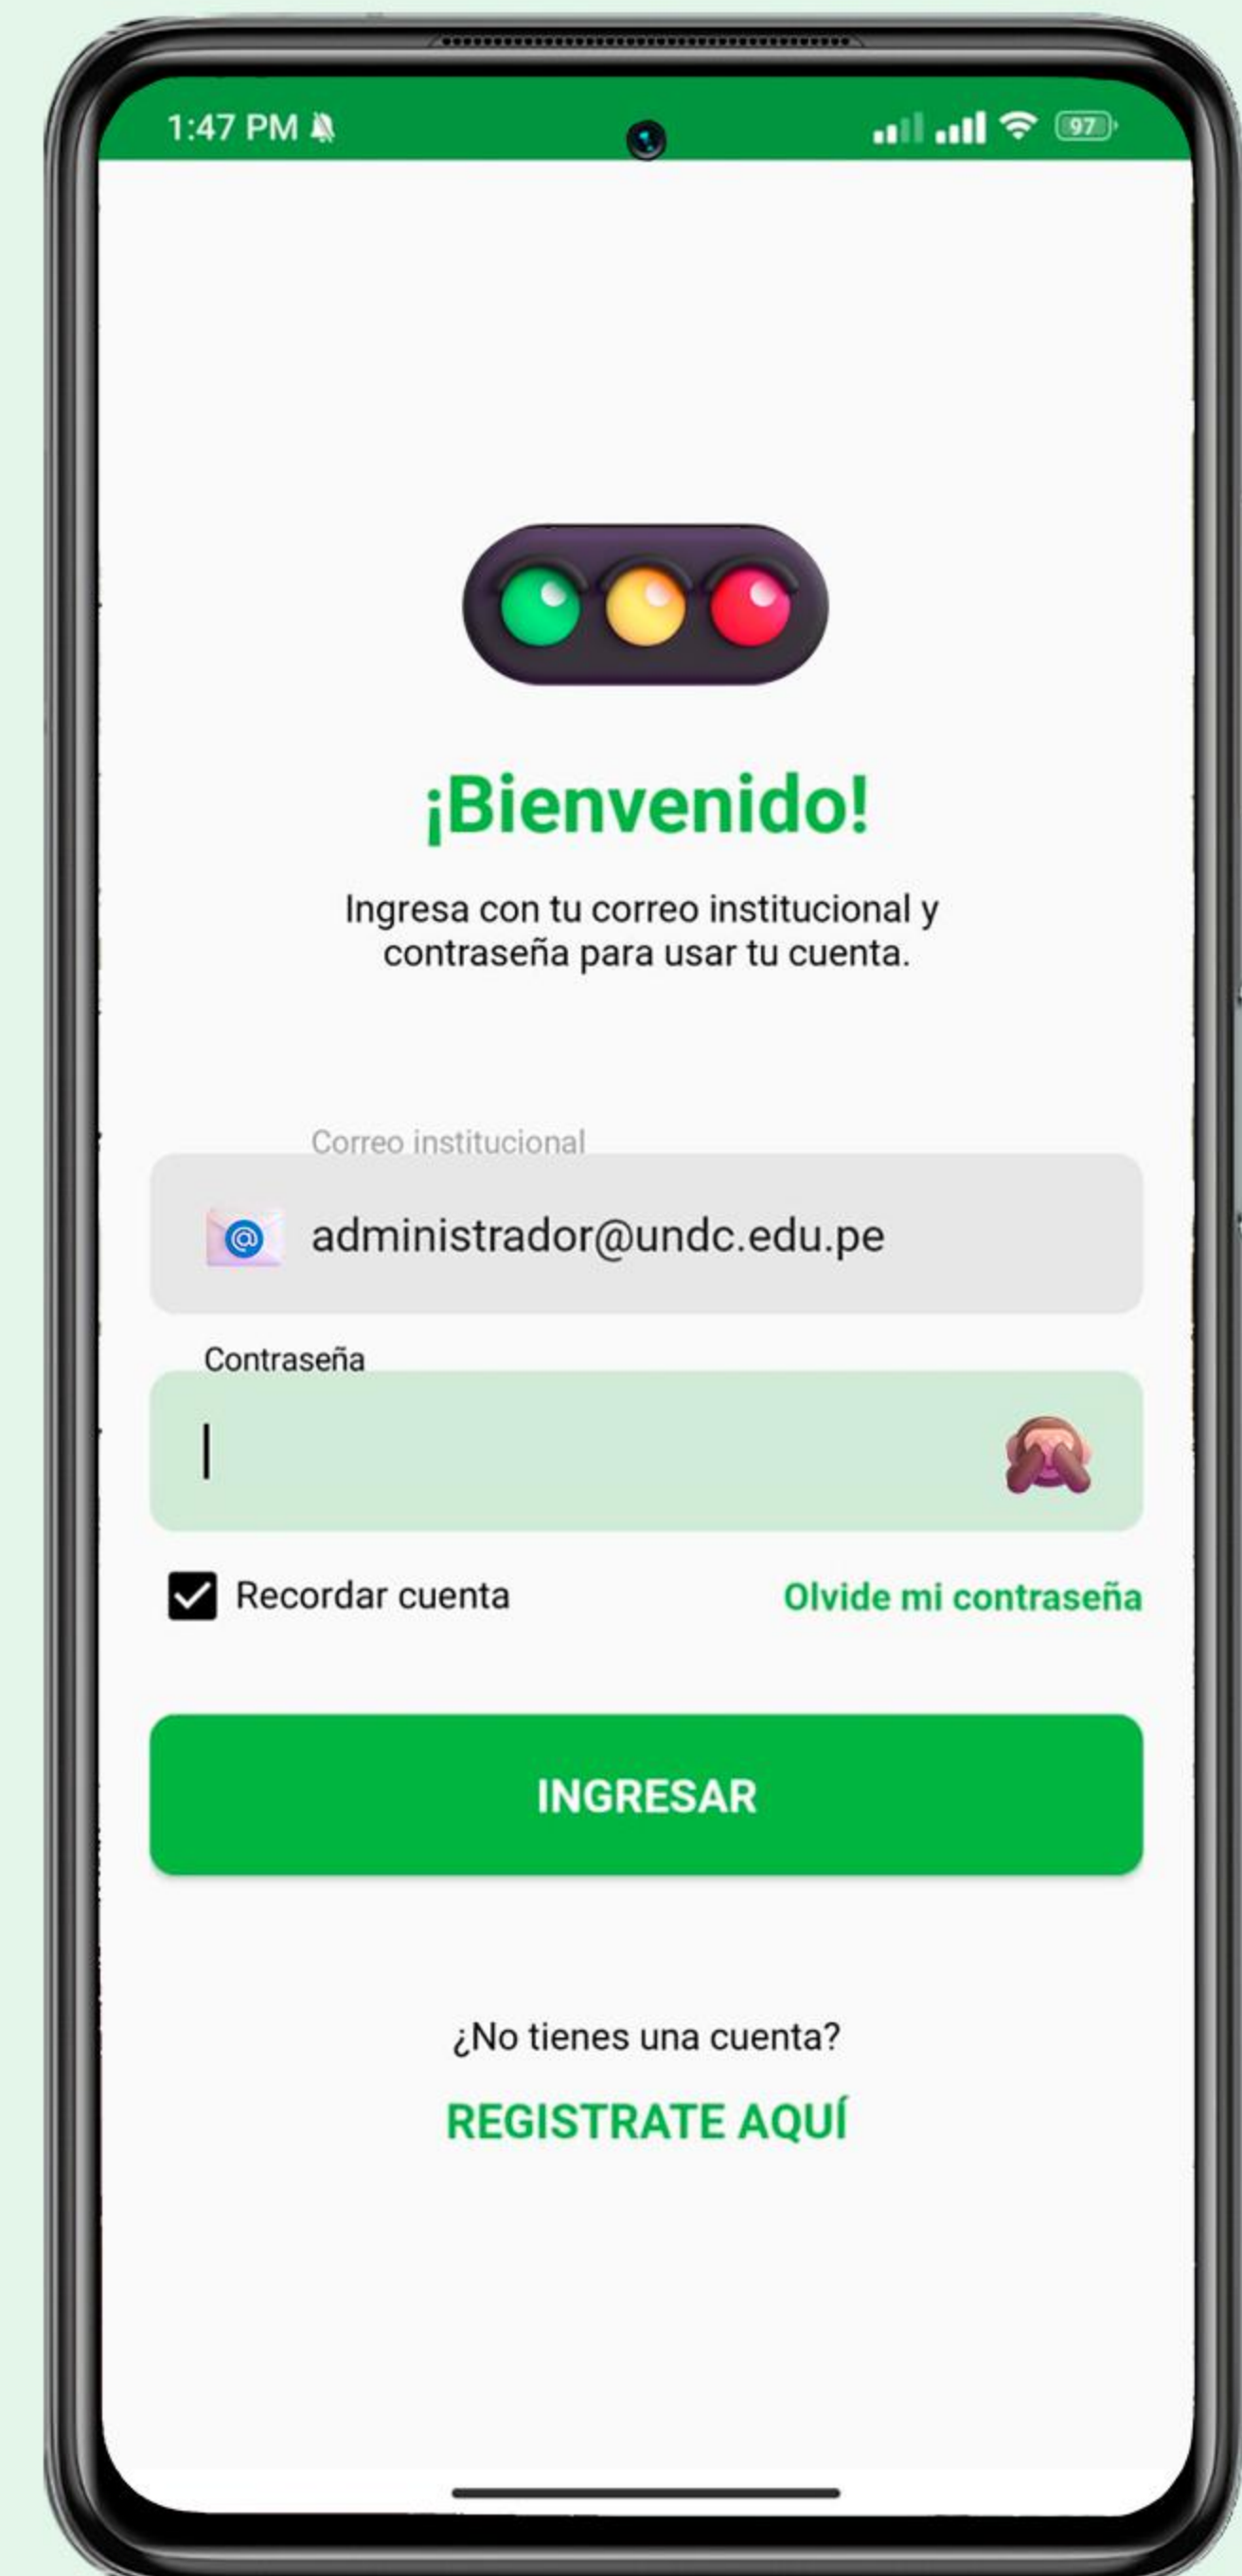 1:47 PM
97
¡Bienvenido!
Ingresa con tu correo institucional y
contraseña para usar tu cuenta.
Correo institucional
@ administrador@undc.edu.pe
Contraseña
Recordar cuenta
Olvide mi contraseña
INGRESAR
¿No tienes una cuenta?
REGISTRATE AQUÍ